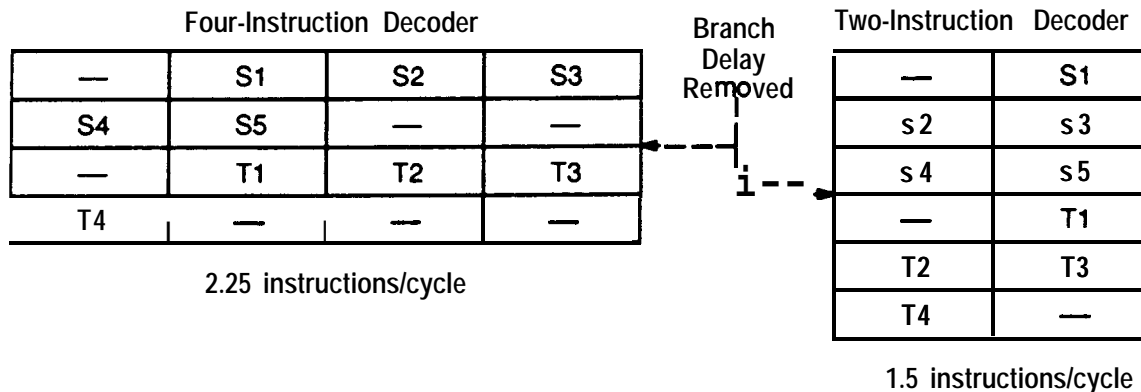 Four-Instruction Decoder
— S1 S2 S3
S4 S5 — —
— T1 T2 T3
T4 — — —
2.25 instructions/cycle
Branch
Delay
Removed
Two-Instruction Decoder
— S1
s2 s3
s4 s5
— T1
T2 T3
T4 —
1.5 instructions/cycle